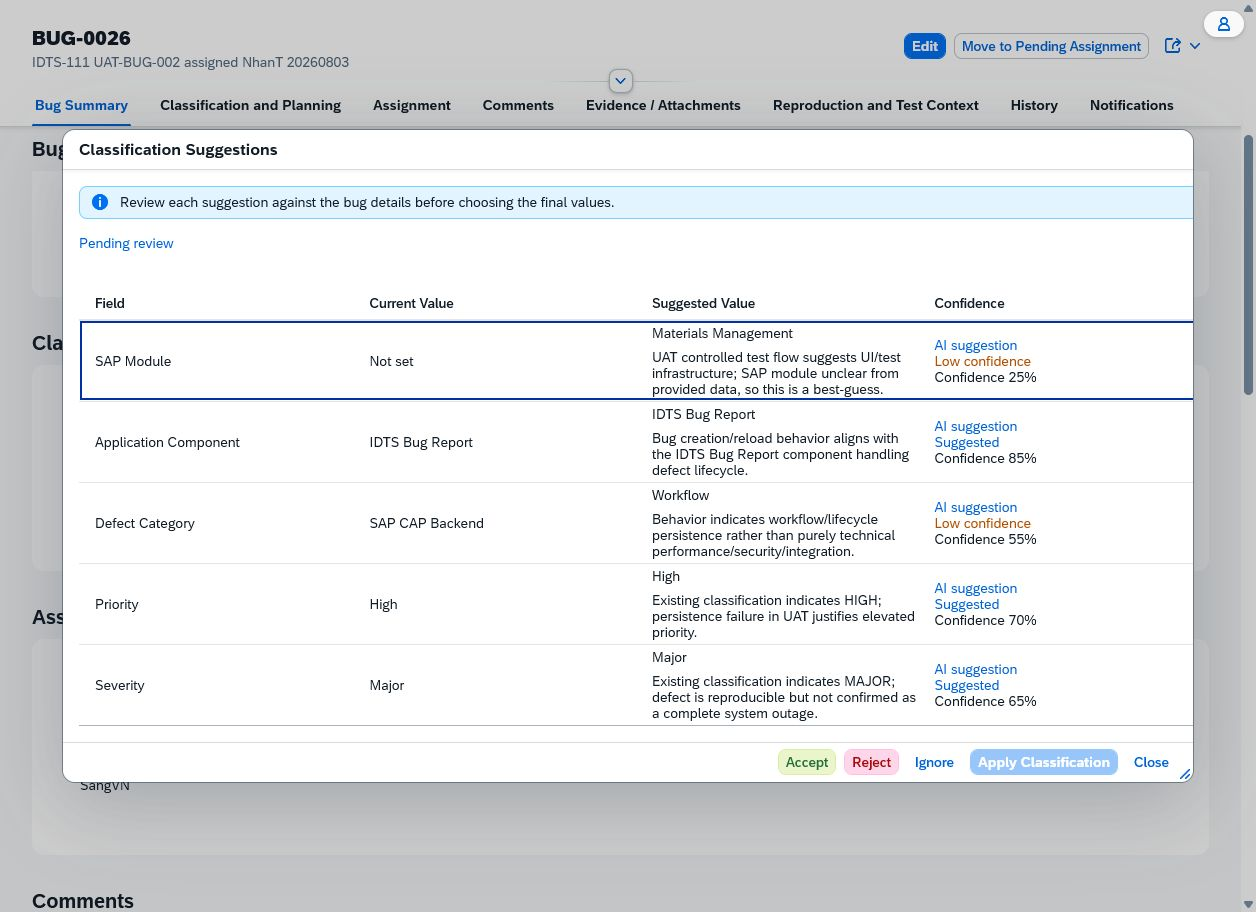 BUG-0026
IDTS-111 UAT-BUG-002 assigned NhanT 20260803
Edit
Move to Pending Assignment
Bug Summary
Classification and Planning
Assignment
Comments
Evidence / Attachments
Reproduction and Test Context
History
Notifications
Bug
Classification Suggestions
Review each suggestion against the bug details before choosing the final values.
Pending review
Field
Current Value
Suggested Value
Confidence
SAP Module
Not set
Materials Management
UAT controlled test flow suggests UI/test
infrastructure; SAP module unclear from
provided data, so this is a best-guess.
AI suggestion
Low confidence
Confidence 25%
Application Component
IDTS Bug Report
IDTS Bug Report
Bug creation/reload behavior aligns with
the IDTS Bug Report component handling
defect lifecycle.
AI suggestion
Suggested
Confidence 85%
Defect Category
SAP CAP Backend
Workflow
Behavior indicates workflow/lifecycle
persistence rather than purely technical
performance/security/integration.
AI suggestion
Low confidence
Confidence 55%
Priority
High
High
Existing classification indicates HIGH;
persistence failure in UAT justifies elevated
priority.
AI suggestion
Suggested
Confidence 70%
Severity
Major
Major
Existing classification indicates MAJOR;
defect is reproducible but not confirmed as
a complete system outage.
AI suggestion
Suggested
Confidence 65%
Accept
Reject
Ignore
Apply Classification
Close
Cla
Ass
SangVN
Comments